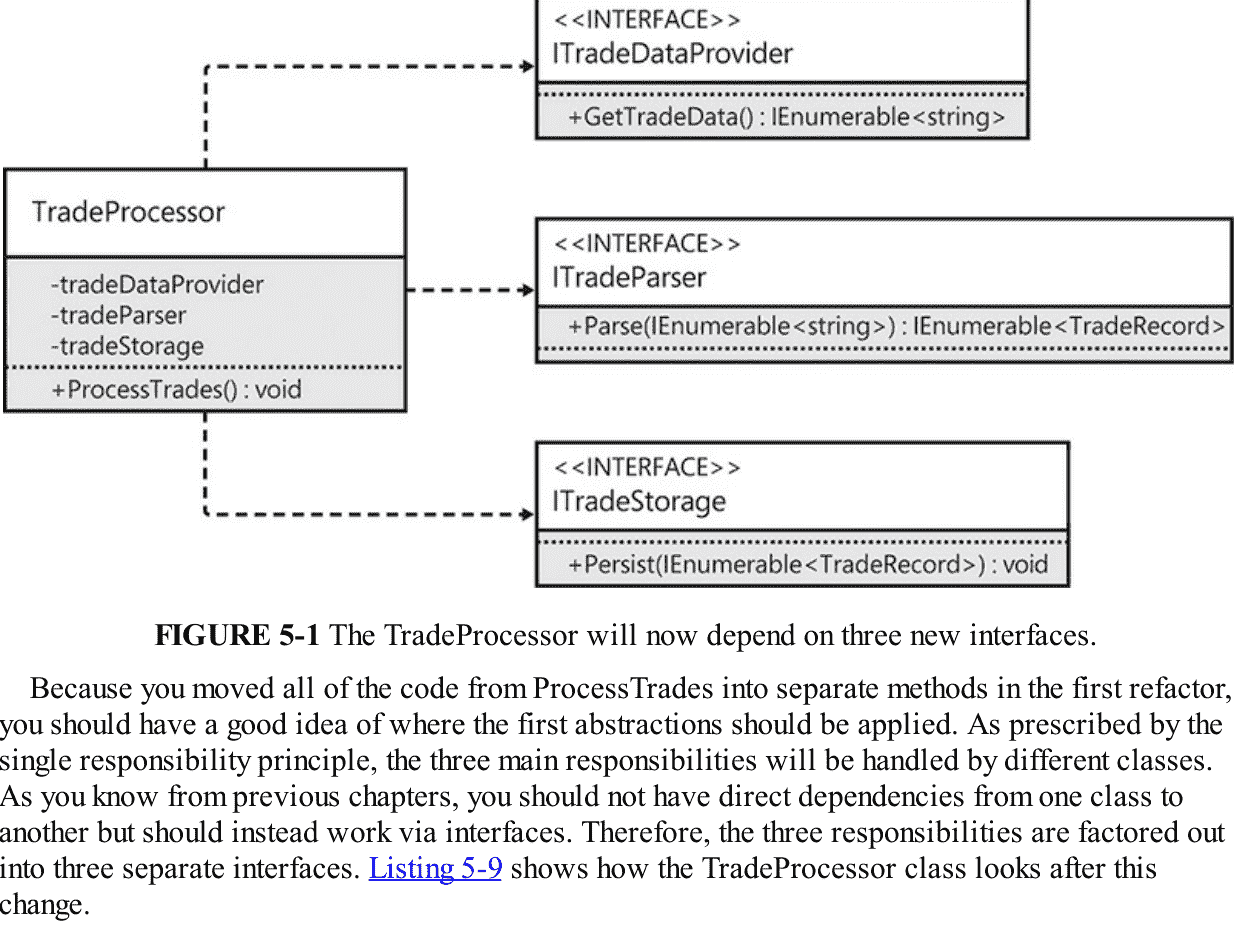 <<INTERFACE>>
ITradeDataProvider
+GetTradeData() : IEnumerable<string>
TradeProcessor
-tradeDataProvider
-tradeParser
-tradeStorage
+ProcessTrades() : void
<<INTERFACE>>
ITradeParser
+Parse(IEnumerable<string>) : IEnumerable<TradeRecord>
<<INTERFACE>>
ITradeStorage
+Persist(IEnumerable<TradeRecord>) : void
FIGURE 5-1 The TradeProcessor will now depend on three new interfaces.
Because you moved all of the code from ProcessTrades into separate methods in the first refactor,
you should have a good idea of where the first abstractions should be applied. As prescribed by the
single responsibility principle, the three main responsibilities will be handled by different classes.
As you know from previous chapters, you should not have direct dependencies from one class to
another but should instead work via interfaces. Therefore, the three responsibilities are factored out
into three separate interfaces. Listing 5-9 shows how the TradeProcessor class looks after this
change.